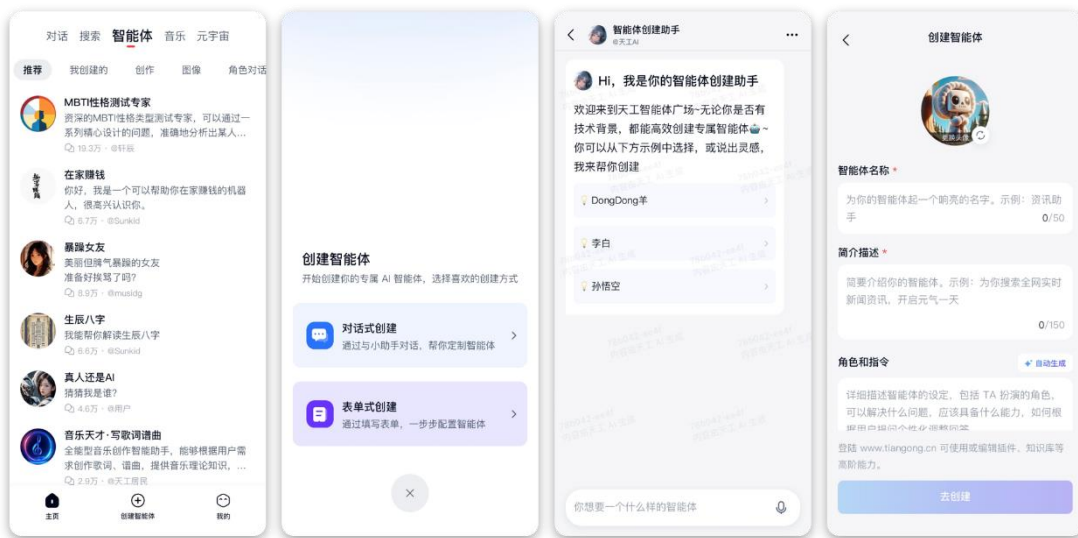 对话 搜索 智能体 音乐 元宇宙
推荐 我创建的 创作 图像 角色对话
MBTI性格测试专家
资深的MBTI性格类型测试专家，可以通过一
系列精心设计的问题，准确地分析出某人...
19.3万 · @轩辰
在家赚钱
你好，我是一个可以帮助你在家赚钱的机器
人，很高兴认识你。
8.7万 · @Sunkid
暴躁女友
美丽但脾气暴躁的女友
准备好挨骂了吗？
6.9万 · @musidg
生辰八字
我能帮你解读生辰八字
6.6万 · @Sunkid
真人还是AI
猜猜我是谁？
4.6万 · @用户
音乐天才·写歌词谱曲
全能型音乐创作智能助手，能够根据用户需
求创作歌词、谱曲，提供音乐理论知识，...
2.9万 · @天工居民
主页 创建智能体 我的
创建智能体
开始创建你的专属 AI 智能体，选择喜欢的创建方式
对话式创建
通过与小助手对话，帮你定制智能体
表单式创建
通过填写表单，一步步配置智能体
智能体创建助手
@天工AI
Hi，我是你的智能体创建助手
欢迎来到天工智能体广场~无论你是否有
技术背景，都能高效创建专属智能体~
你可以从下方示例中选择，或说出灵感，
我来帮你创建
DongDong羊
李白
孙悟空
你想要一个什么样的智能体
创建智能体
更换头像
智能体名称 *
为你的智能体起一个响亮的名字。示例：资讯助
手 0/50
简介描述 *
简要介绍你的智能体。示例：为你搜索全网实时
新闻资讯，开启元气一天
0/150
角色和指令 自动生成
详细描述智能体的设定，包括 TA 扮演的角色，
可以解决什么问题，应该具备什么能力，如何根
据用户提问个性化调整回答
登陆 www.tiangong.cn 可使用或编辑插件、知识库等
高阶能力。
去创建